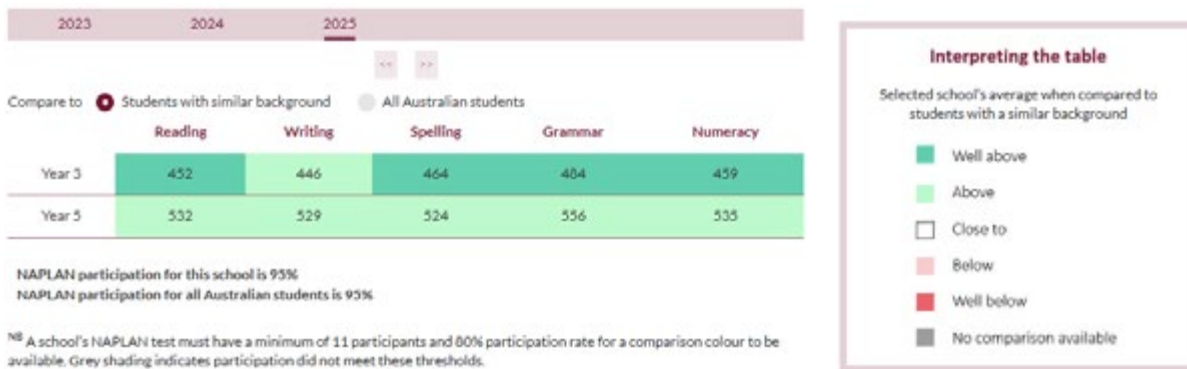 2023 2024 2025
<< >>
Compare to Students with similar background All Australian students
Reading Writing Spelling Grammar Numeracy
Year 3 452 446 464 484 459
Year 5 532 529 524 556 535
NAPLAN participation for this school is 95%
NAPLAN participation for all Australian students is 95%
NB A school's NAPLAN test must have a minimum of 11 participants and 80% participation rate for a comparison colour to be
available. Grey shading indicates participation did not meet these thresholds.
Interpreting the table
Selected school's average when compared to
students with a similar background
Well above
Above
Close to
Below
Well below
No comparison available